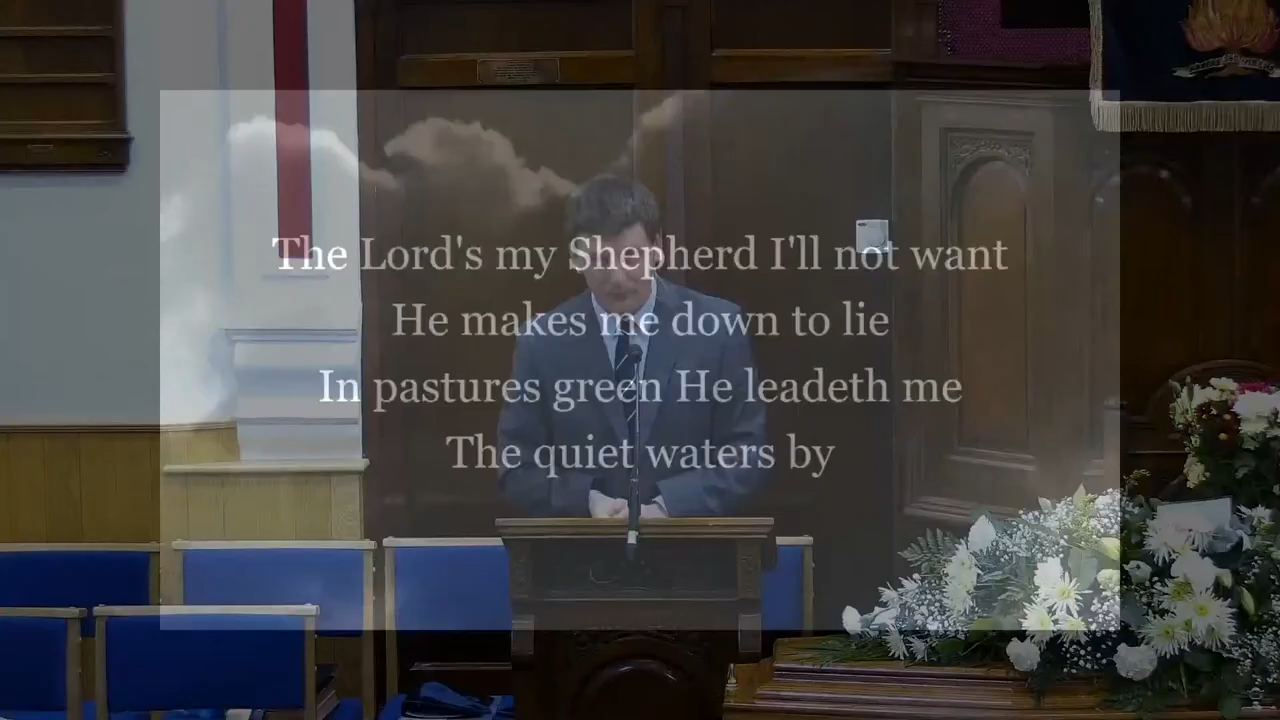 The Lord's my Shepherd I'll not want
He makes me down to lie
In pastures green He leadeth me
The quiet waters by